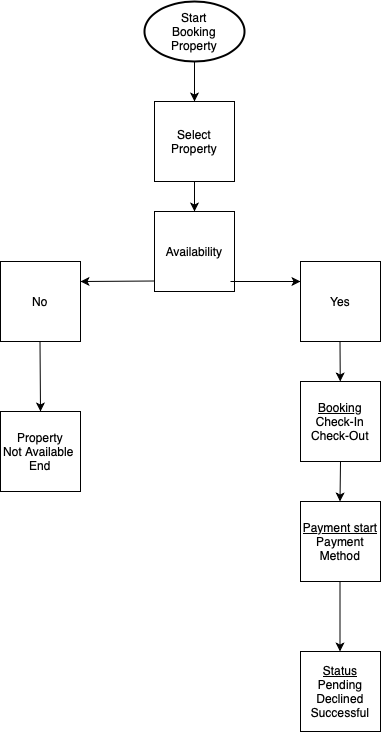 Start
Booking
Property
Select
Property
Availability
No
Yes
Property
Not Available
End
Booking
Check-In
Check-Out
Payment start
Payment
Method
Status
Pending
Declined
Successful